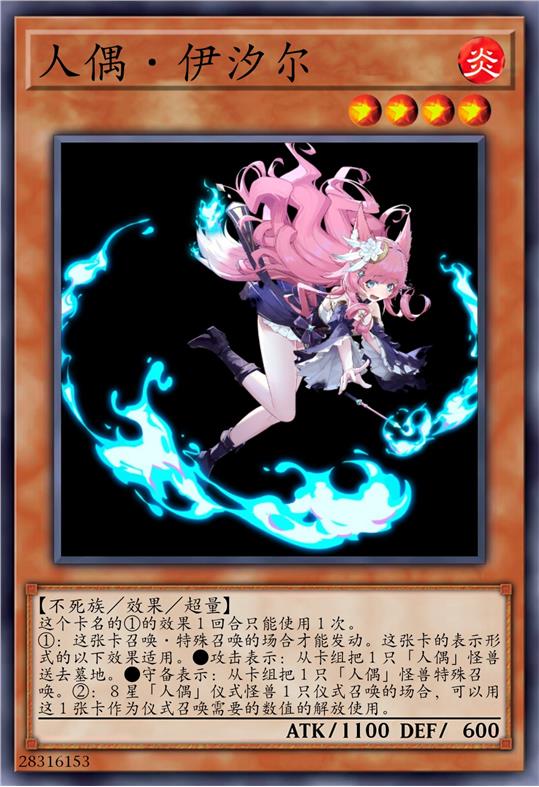 人偶·伊汐尔
炎
【不死族／效果／超量】
这个卡名的①的效果１回合只能使用１次。
①：这张卡召唤·特殊召唤的场合才能发动。这张卡的表示形
式的以下效果适用。●攻击表示：从卡组把１只「人偶」怪兽
送去墓地。●守备表示：从卡组把１只「人偶」怪兽特殊召
唤。②：８星「人偶」仪式怪兽１只仪式召唤的场合，可以用
这１张卡作为仪式召唤需要的数值的解放使用。
ATK/1100 DEF/ 600
28316153